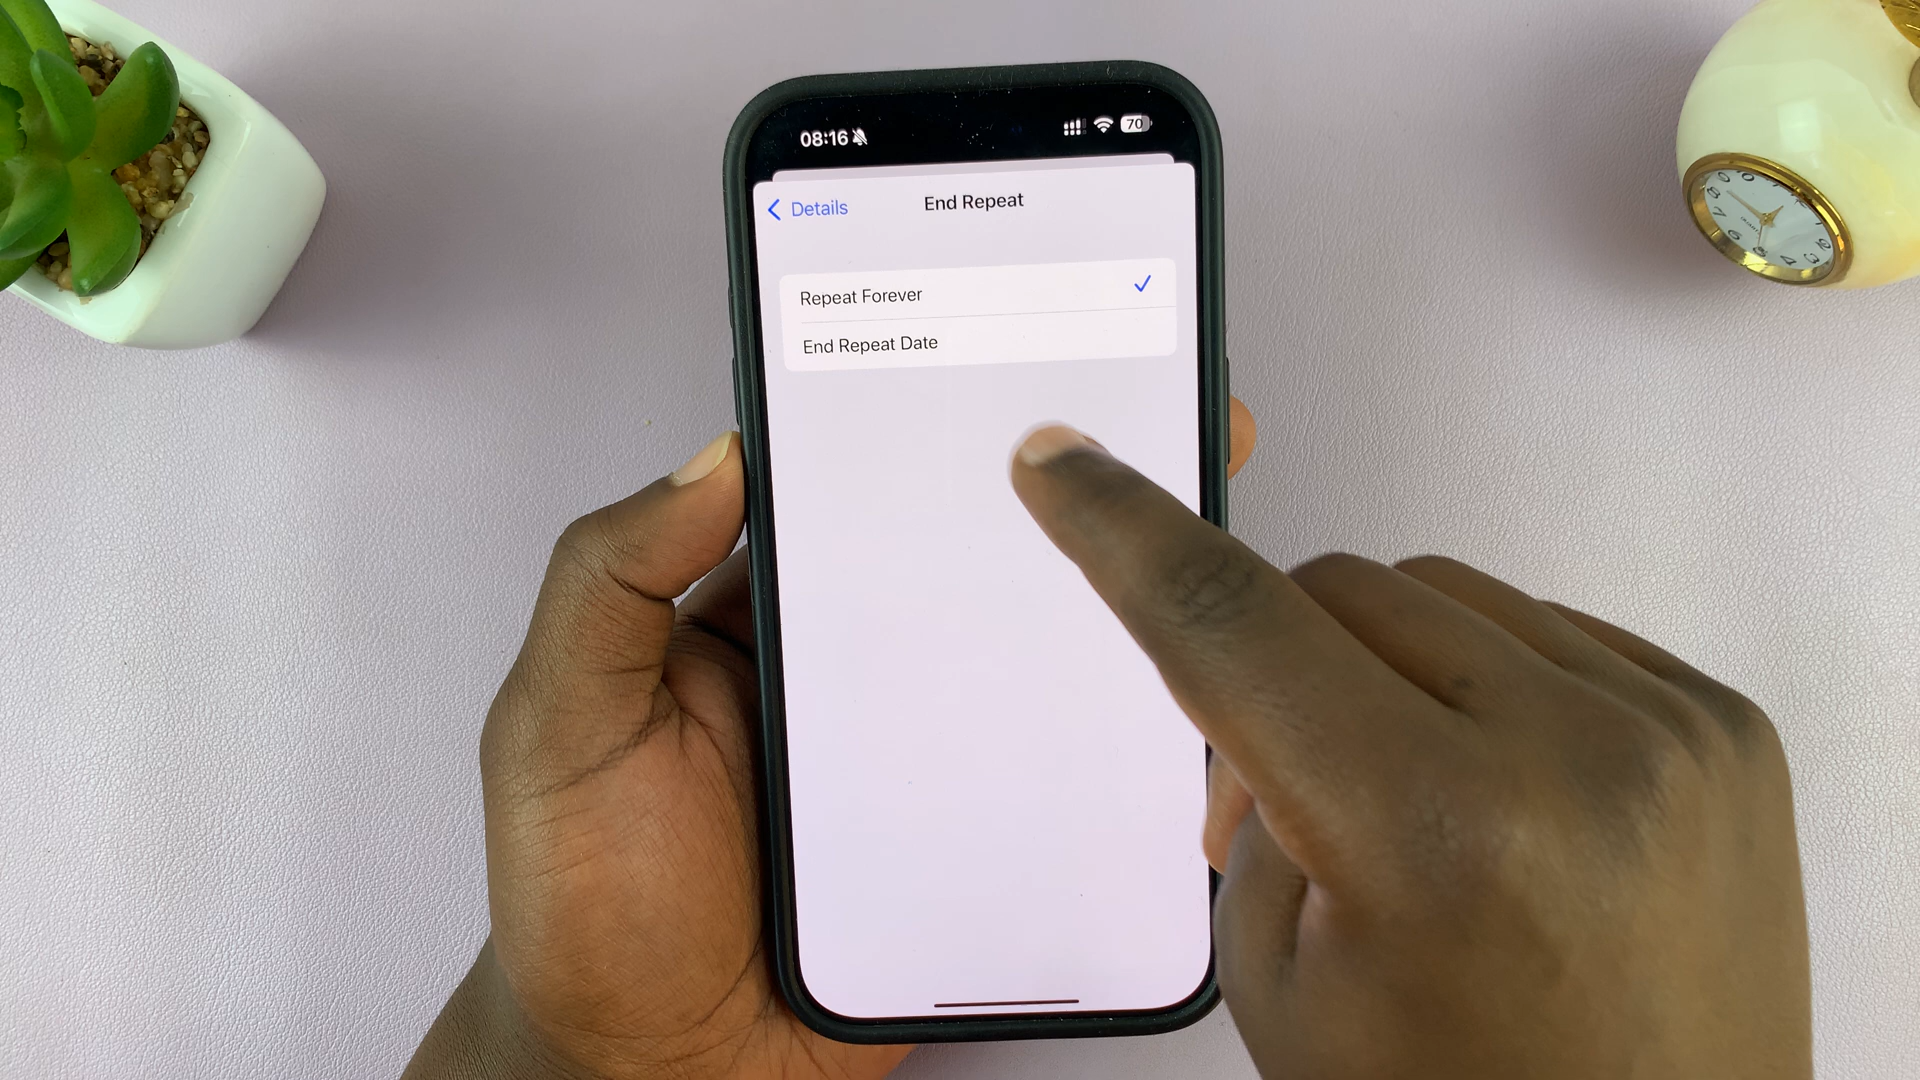 08:16
70
Details
End Repeat
Repeat Forever
End Repeat Date